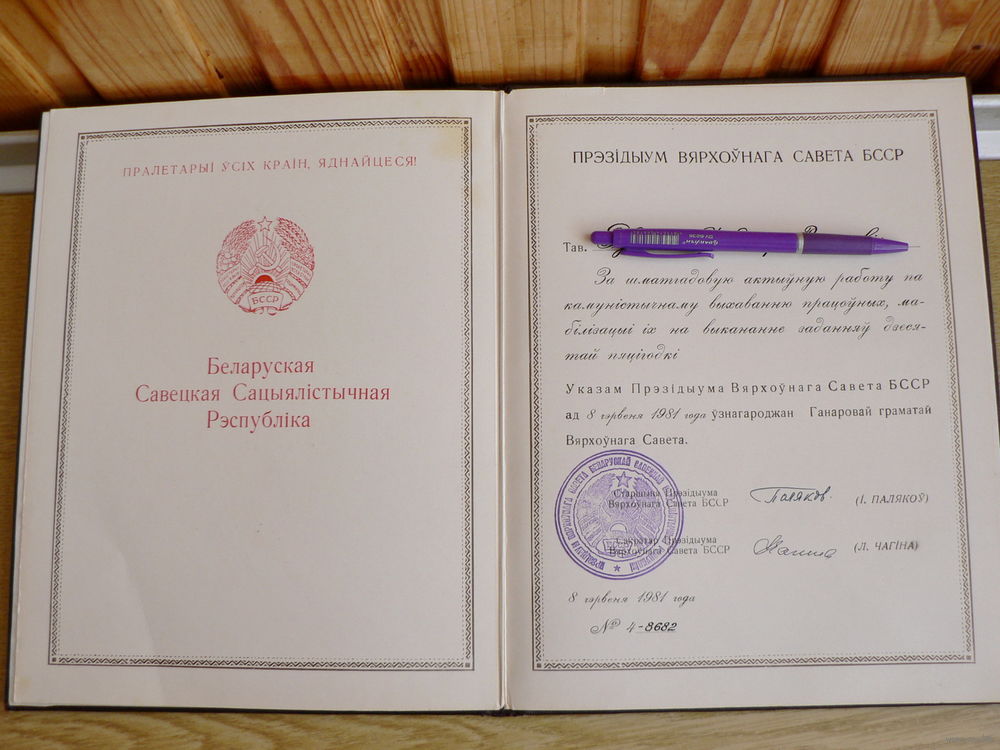 ПРАЛЕТАРЫІ ЎСІХ КРАІН, ЯДНАЙЦЕСЯ!
БССР
Беларуская
Савецкая Сацыялістычная
Рэспубліка
ПРЭЗІДЫУМ ВЯРХОЎНАГА САВЕТА БССР
Тав.
За шматгадовую актыўную работу па
камуністычнаму выхаванню працоўных, ма-
білізацыі іх на выкананне заданняў дзеся-
тай пяцігодкі
Указам Прэзідыума Вярхоўнага Савета БССР
ад 8 чэрвеня 1981 года ўзнагароджан Ганаровай граматай
Вярхоўнага Савета.
Старшыня Прэзідыума
Вярхоўнага Савета БССР
Палякоў
(І. ПАЛЯКОЎ)
Сакратар Прэзідыума
Вярхоўнага Савета БССР
(Л. ЧАГІНА)
8 чэрвеня 1981 года
№ 4-8682